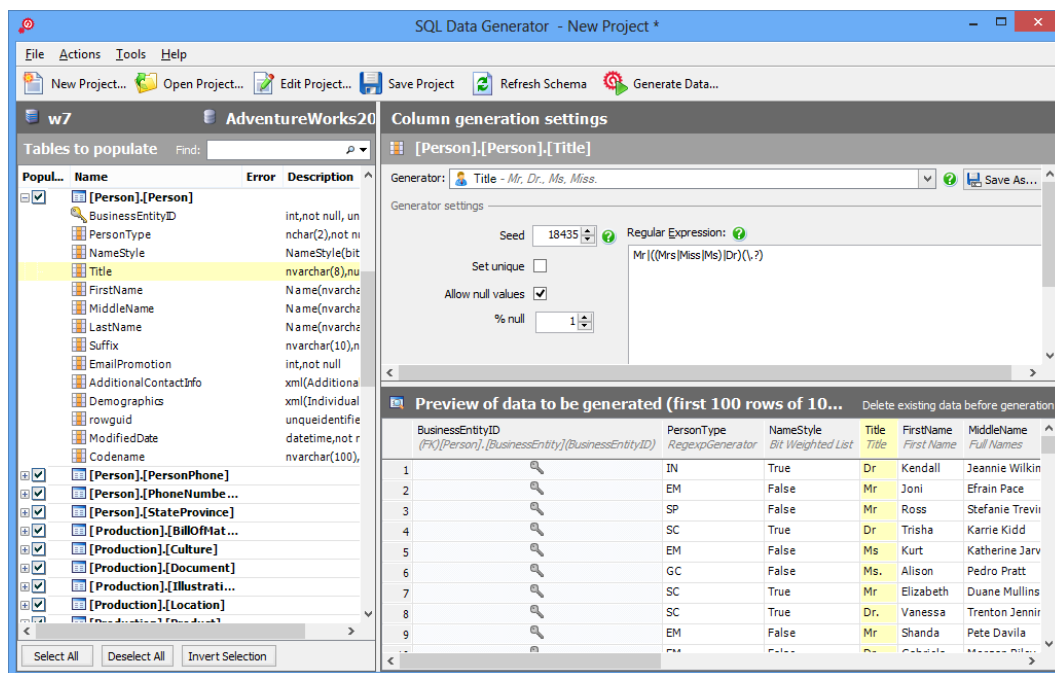 SQL Data Generator - New Project *
File Actions Tools Help
New Project... Open Project... Edit Project... Save Project Refresh Schema Generate Data...
w7 AdventureWorks20
Tables to populate Find:
Popul... Name Error Description
[Person].[Person]
BusinessEntityID int,not null, un
PersonType nchar(2),not nu
NameStyle NameStyle(bit
Title nvarchar(8),nu
FirstName Name(nvarcha
MiddleName Name(nvarcha
LastName Name(nvarcha
Suffix nvarchar(10),n
EmailPromotion int,not null
AdditionalContactInfo xml(Additiona
Demographics xml(Individual
rowguid unqueidentifie
ModifiedDate datetime,not r
Codename nvarchar(100),
[Person].[PersonPhone]
[Person].[PhoneNumbe...
[Person].[StateProvince]
[Production].[BillOfMat...
[Production].[Culture]
[Production].[Document]
[Production].[Illustrati...
[Production].[Location]
[Production].[Product]
Select All Deselect All Invert Selection
Column generation settings
[Person].[Person].[Title]
Generator: Title - Mr, Dr., Ms, Miss. Save As...
Generator settings
Seed 18435 Regular Expression:
Mr|((Mrs|Miss|Ms)|Dr)(\.?)
Set unique
Allow null values
% null 1
Preview of data to be generated (first 100 rows of 10... Delete existing data before generation
BusinessEntityID PersonType NameStyle Title FirstName MiddleName
(FK)[Person].[BusinessEntity](BusinessEntityID) RegexpGenerator Bit Weighted List Title First Name Full Names
1 IN True Dr Kendall Jeannie Wilkin
2 EM False Mr Joni Efrain Pace
3 SP False Mr Ross Stefanie Trevi
4 SC True Dr Trisha Karrie Kidd
5 EM False Ms Kurt Katherine Jarv
6 GC False Ms. Alison Pedro Pratt
7 SC True Mr Elizabeth Duane Mullins
8 SC True Dr. Vanessa Trenton Jennir
9 EM False Mr Shanda Pete Davila